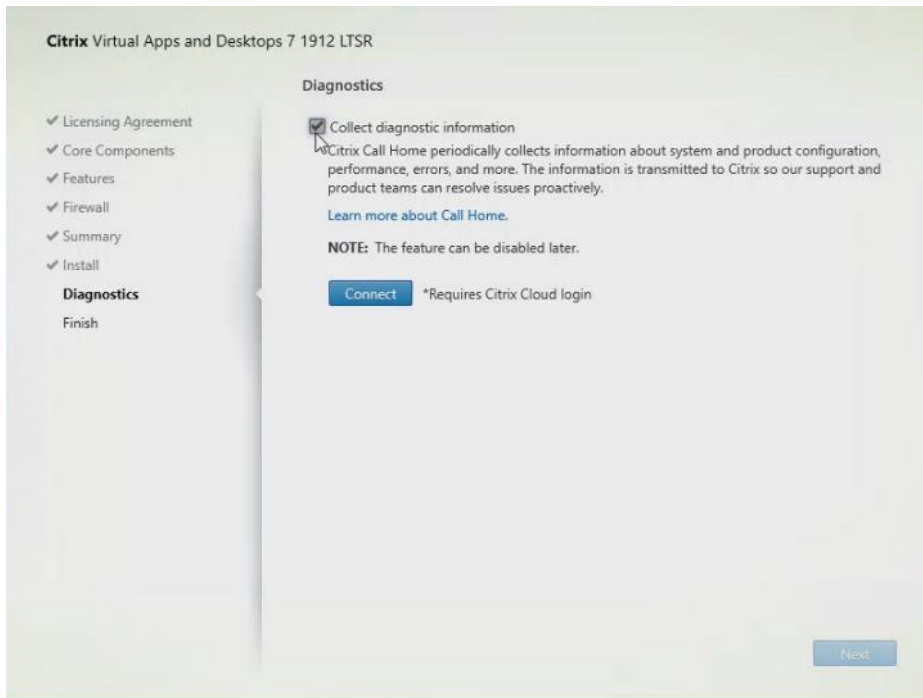 Citrix Virtual Apps and Desktops 7 1912 LTSR
Licensing Agreement
Core Components
Features
Firewall
Summary
Install
Diagnostics
Finish
Diagnostics
Collect diagnostic information
Citrix Call Home periodically collects information about system and product configuration,
performance, errors, and more. The information is transmitted to Citrix so our support and
product teams can resolve issues proactively.
Learn more about Call Home.
NOTE: The feature can be disabled later.
Connect *Requires Citrix Cloud login
Next